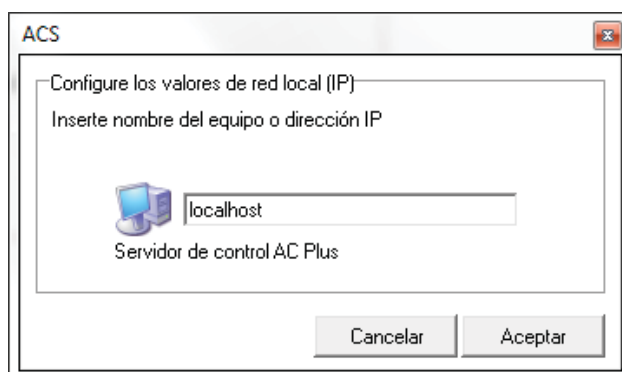 ACS
Configure los valores de red local (IP)
Inserte nombre del equipo o dirección IP
localhost
Servidor de control AC Plus
Cancelar
Aceptar